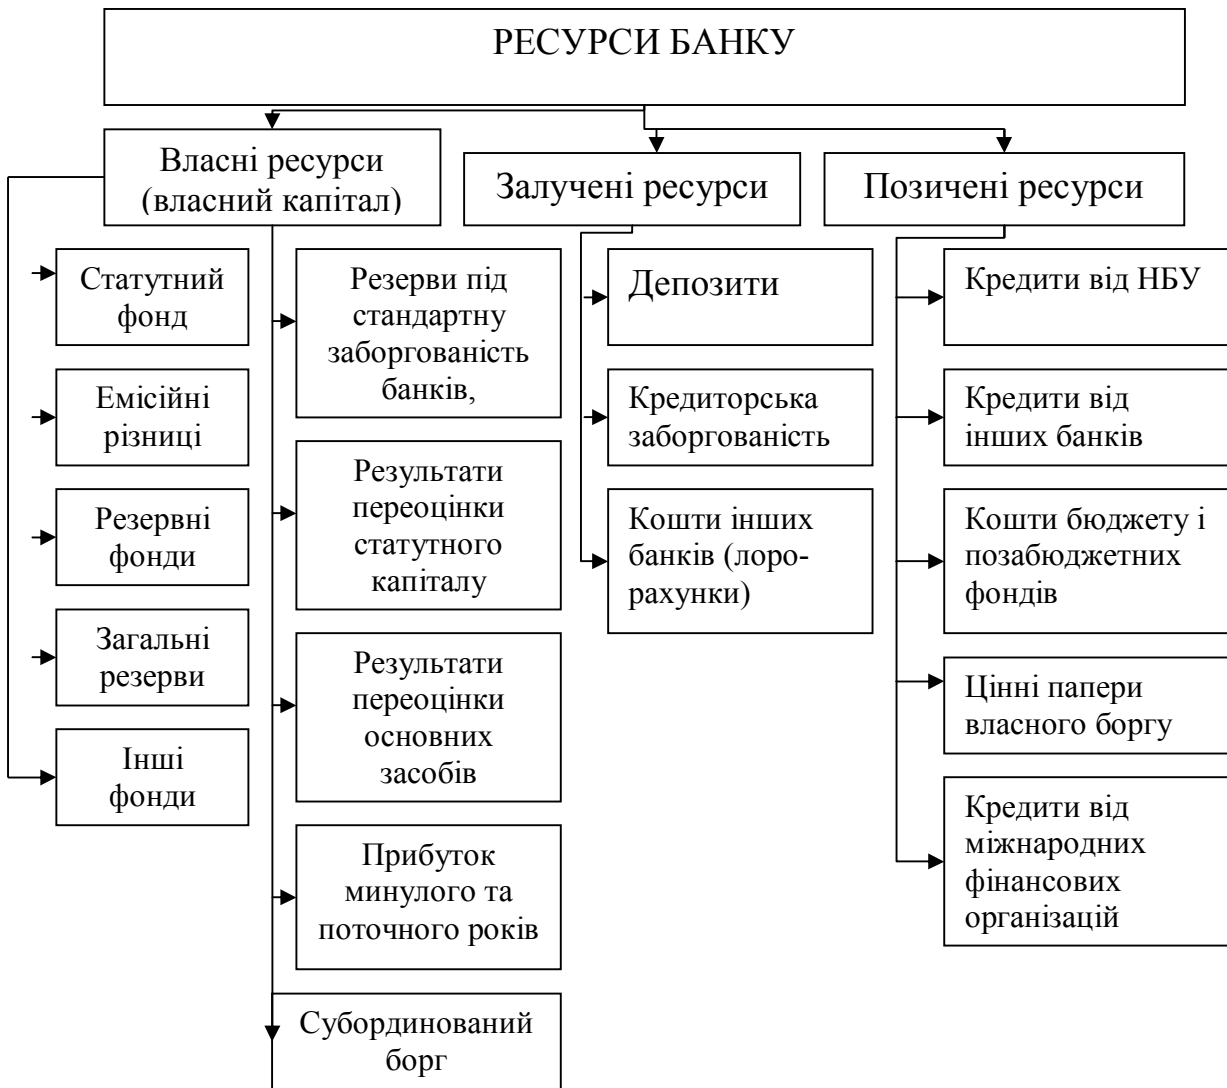 РЕСУРСИ БАНКУ
Власні ресурси
(власний капітал)
Залучені ресурси
Позичені ресурси
Статутний
фонд
Емісійні
різниці
Резервні
фонди
Загальні
резерви
Інші
фонди
Резерви під
стандартну
заборгованість
банків,
Результати
переоцінки
статутного
капіталу
Результати
переоцінки
основних
засобів
Прибуток
минулого та
поточного років
Субординований
борг
Депозити
Кредиторська
заборгованість
Кошти інших
банків (лоро-
рахунки)
Кредити від НБУ
Кредити від
інших банків
Кошти бюджету і
позабюджетних
фондів
Цінні папери
власного боргу
Кредити від
міжнародних
фінансових
організацій